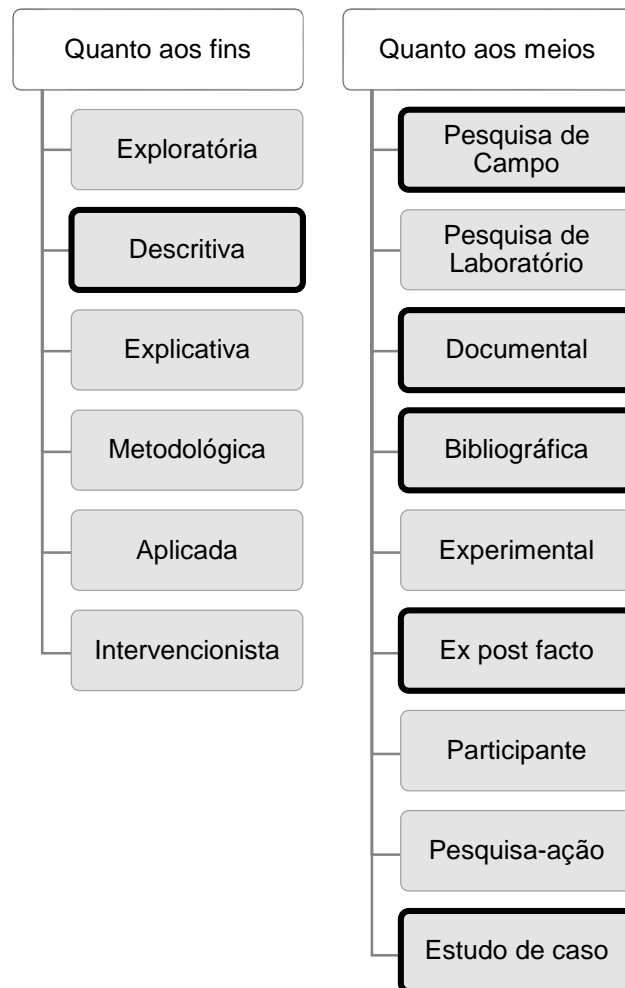 Quanto aos fins
Exploratória
Descritiva
Explicativa
Metodológica
Aplicada
Intervencionista
Quanto aos meios
Pesquisa de
Campo
Pesquisa de
Laboratório
Documental
Bibliográfica
Experimental
Ex post facto
Participante
Pesquisa-ação
Estudo de caso